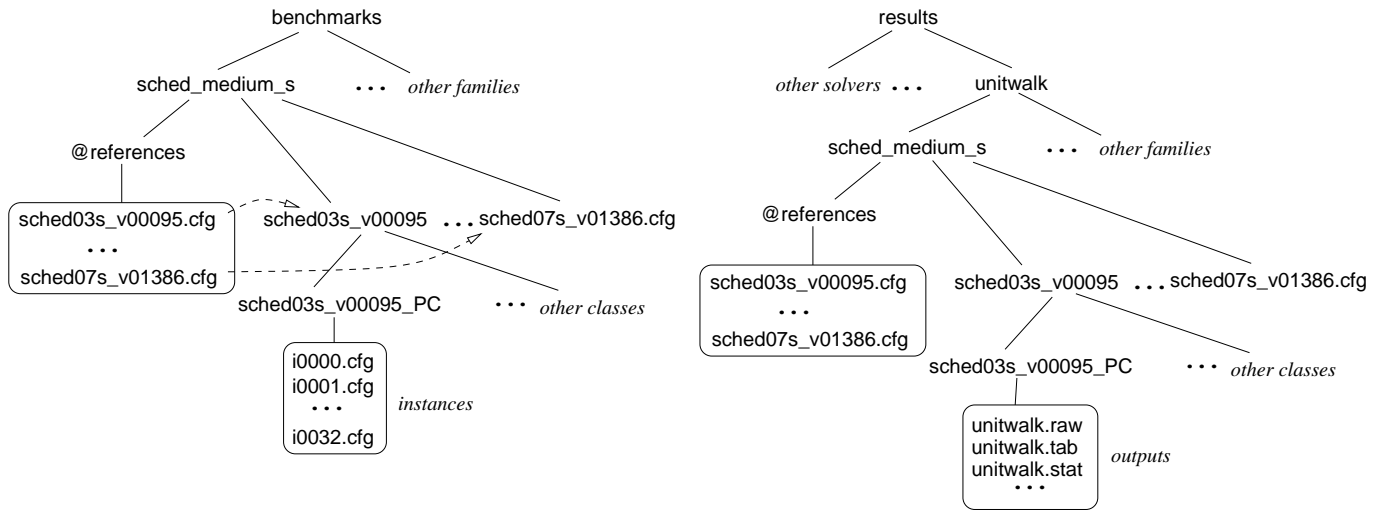 benchmarks
sched_medium_s
... other families
@references
sched03s_v00095.cfg
...
sched07s_v01386.cfg
sched03s_v00095
... sched07s_v01386.cfg
sched03s_v00095_PC
... other classes
i0000.cfg
i0001.cfg
...
i0032.cfg
instances
results
other solvers ...
unitwalk
sched_medium_s
... other families
@references
sched03s_v00095.cfg
...
sched07s_v01386.cfg
sched03s_v00095
... sched07s_v01386.cfg
sched03s_v00095_PC
... other classes
unitwalk.raw
unitwalk.tab
unitwalk.stat
...
outputs